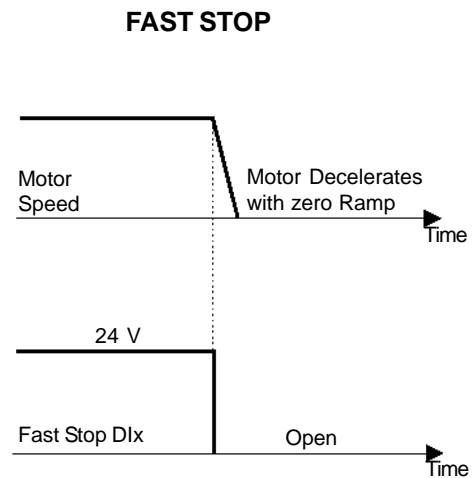 FAST STOP
Motor
Speed
Motor Decelerates
with zero Ramp
Time
24 V
Fast Stop DIx
Open
Time